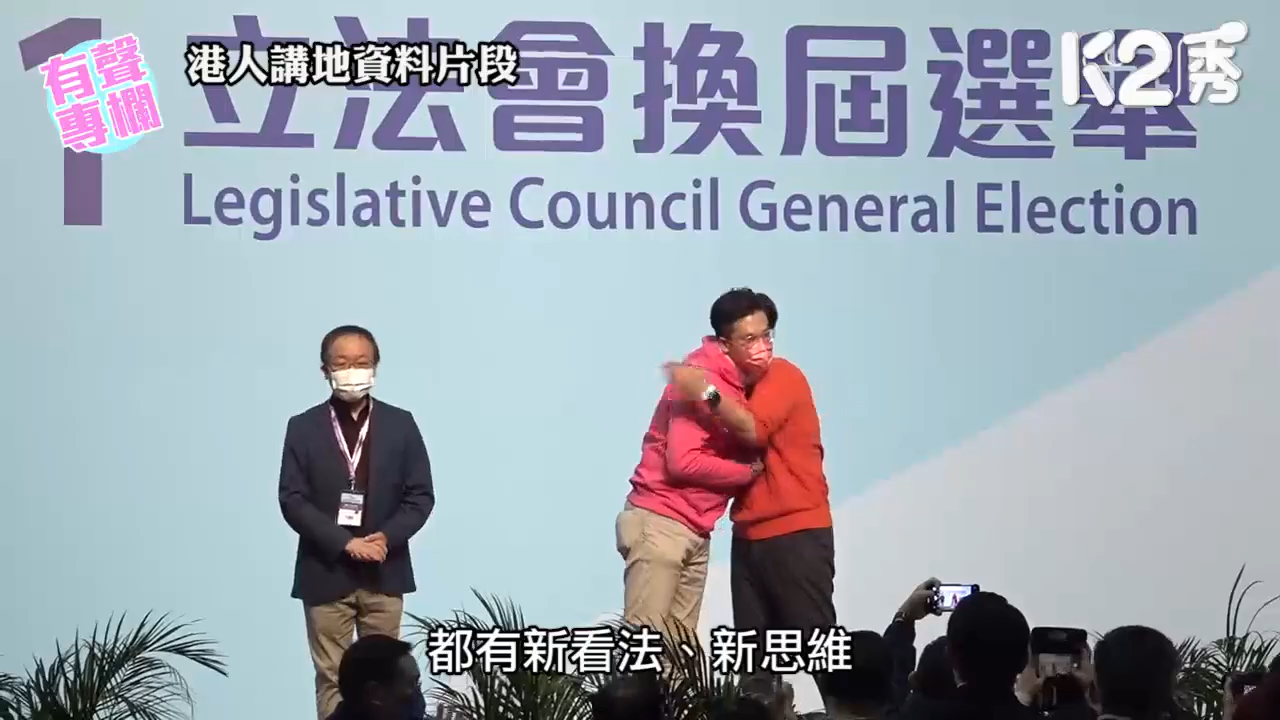 有聲
專欄
港人講地資料片段
K2秀
1 立法會換屆選舉
Legislative Council General Election
都有新看法、新思維